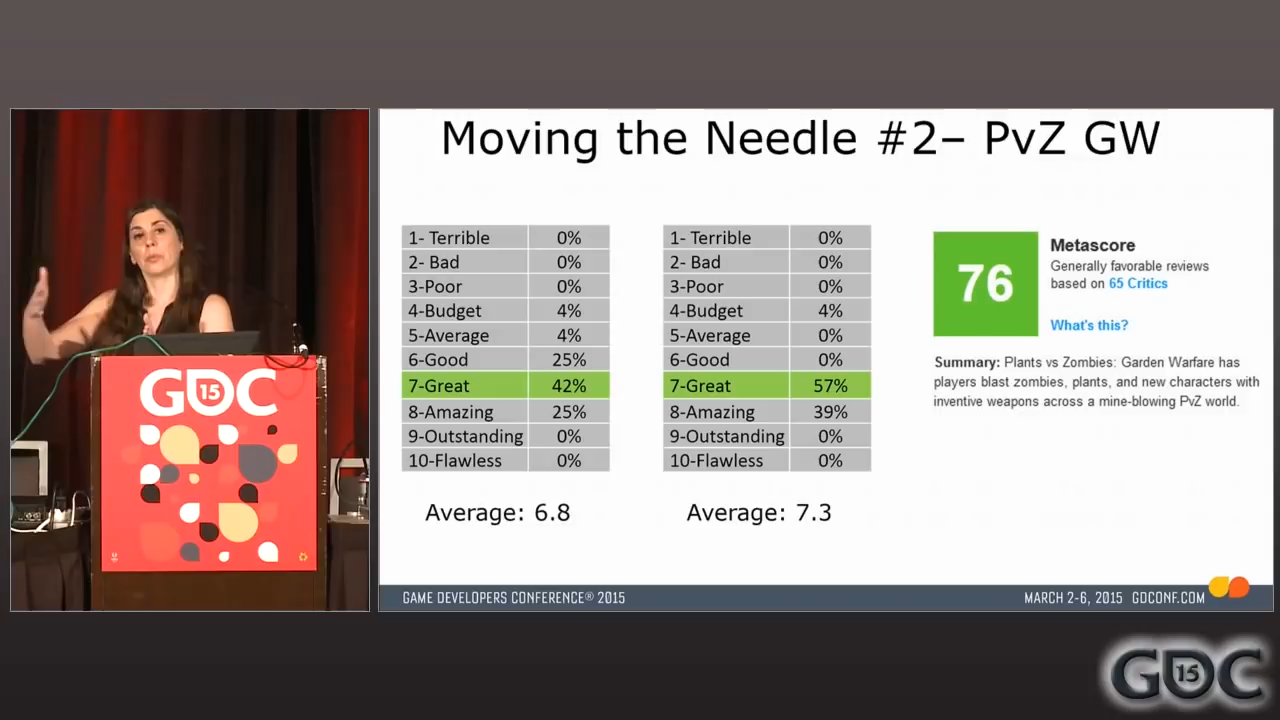 Moving the Needle #2– PvZ GW
1- Terrible 0%
2- Bad 0%
3-Poor 0%
4-Budget 4%
5-Average 4%
6-Good 25%
7-Great 42%
8-Amazing 25%
9-Outstanding 0%
10-Flawless 0%
Average: 6.8
1- Terrible 0%
2- Bad 0%
3-Poor 0%
4-Budget 4%
5-Average 0%
6-Good 0%
7-Great 57%
8-Amazing 39%
9-Outstanding 0%
10-Flawless 0%
Average: 7.3
76
Metascore
Generally favorable reviews
based on 65 Critics
What's this?
Summary: Plants vs Zombies: Garden Warfare has
players blast zombies, plants, and new characters with
inventive weapons across a mine-blowing PvZ world.
GAME DEVELOPERS CONFERENCE® 2015
MARCH 2-6, 2015 GDCONF.COM
GDC
15
GDC
15